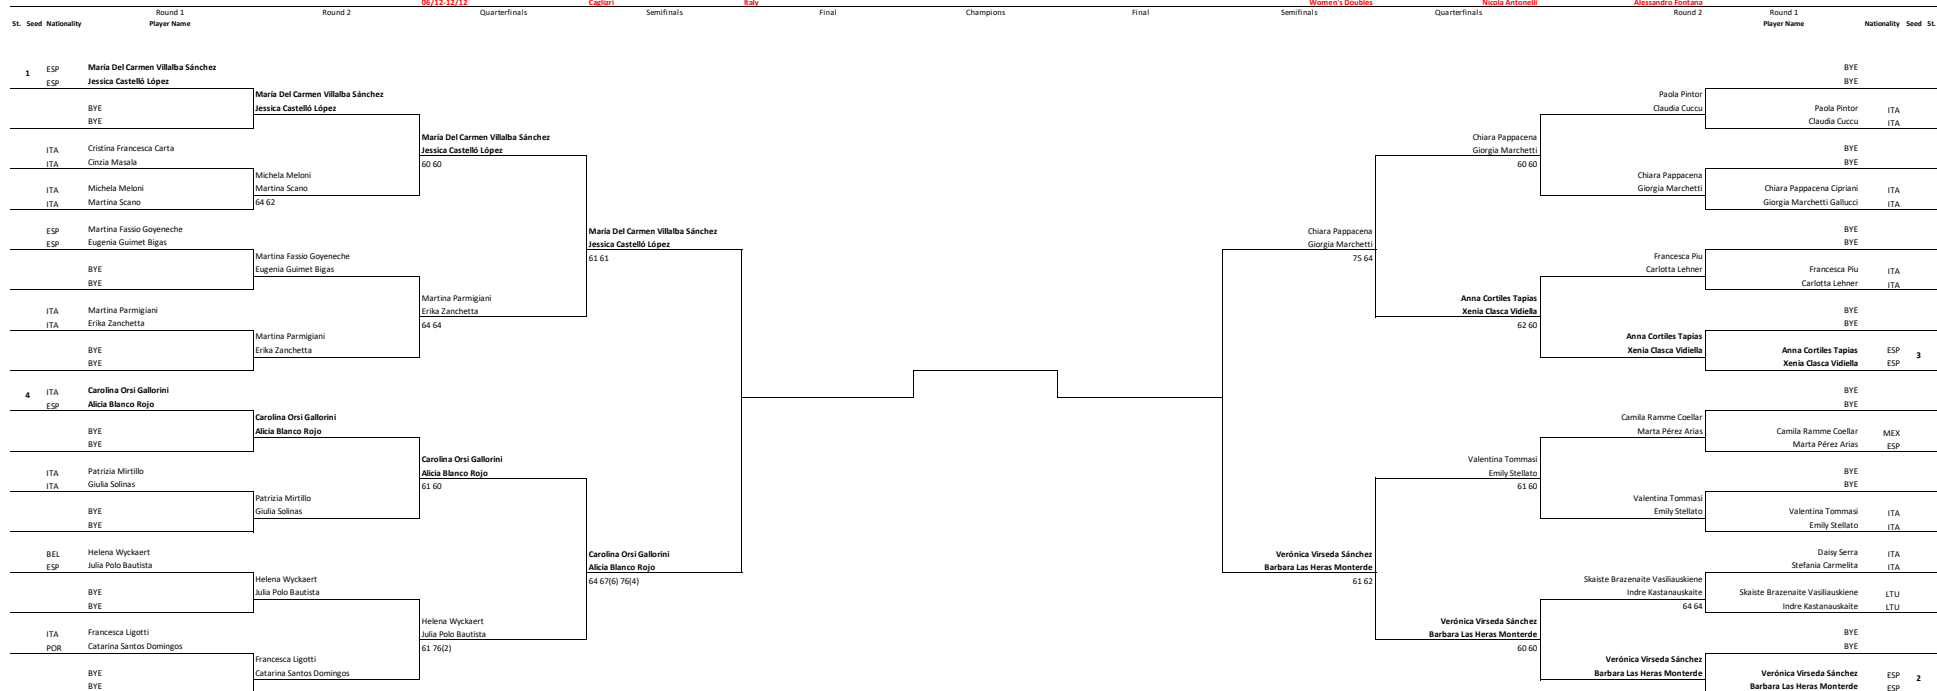 06/12-12/12 Cagliari Italy Women's Doubles Nicola Antonelli Alessandro Fontana
Round 1 Round 2 Quarterfinals Semifinals Final Champions Final Semifinals Quarterfinals Round 2 Round 1
St. Seed Nationality Player Name Player Name Nationality Seed St.
1 ESP María Del Carmen Villalba Sánchez BYE
ESP Jessica Castelló López BYE
María Del Carmen Villalba Sánchez Paola Pintor
BYE Jessica Castelló López Claudia Cuccu Paola Pintor ITA
BYE Claudia Cuccu ITA
María Del Carmen Villalba Sánchez Chiara Pappacena
ITA Cristina Francesca Carta Jessica Castelló López Giorgia Marchetti BYE
ITA Cinzia Masala 60 60 60 60 BYE
Michela Meloni Chiara Pappacena
ITA Michela Meloni Martina Scano Giorgia Marchetti Chiara Pappacena Cipriani ITA
ITA Martina Scano 64 62 Giorgia Marchetti Gallucci ITA
ESP Martina Fassio Goyeneche María Del Carmen Villalba Sánchez Chiara Pappacena BYE
ESP Eugenia Guimet Bigas Jessica Castelló López Giorgia Marchetti BYE
Martina Fassio Goyeneche 61 61 75 64 Francesca Piu
BYE Eugenia Guimet Bigas Carlotta Lehner Francesca Piu ITA
BYE Carlotta Lehner ITA
Martina Parmigiani Anna Cortiles Tapias
ITA Martina Parmigiani Erika Zanchetta Xenia Clasca Vidiella BYE
ITA Erika Zanchetta 64 64 62 60 BYE
Martina Parmigiani Anna Cortiles Tapias
BYE Erika Zanchetta Xenia Clasca Vidiella Anna Cortiles Tapias ESP 3
BYE Xenia Clasca Vidiella ESP
4 ITA Carolina Orsi Gallorini BYE
ESP Alicia Blanco Rojo BYE
Carolina Orsi Gallorini Camila Ramme Coellar
BYE Alicia Blanco Rojo Marta Pérez Arias Camila Ramme Coellar MEX
BYE Marta Pérez Arias ESP
Carolina Orsi Gallorini Valentina Tommasi
ITA Patrizia Mirtillo Alicia Blanco Rojo Emily Stellato BYE
ITA Giulia Solinas 61 60 61 60 BYE
Patrizia Mirtillo Valentina Tommasi
BYE Giulia Solinas Emily Stellato Valentina Tommasi ITA
BYE Emily Stellato ITA
BEL Helena Wyckaert Carolina Orsi Gallorini Verónica Virseda Sánchez Daisy Serra ITA
ESP Julia Polo Bautista Alicia Blanco Rojo Barbara Las Heras Monterde Stefania Carmelita ITA
Helena Wyckaert 64 67(6) 76(4) 61 62 Skaiste Brazenaite Vasiliauskiene
BYE Julia Polo Bautista Indre Kastanauskaite Skaiste Brazenaite Vasiliauskiene LTU
BYE 64 64 Indre Kastanauskaite LTU
Helena Wyckaert Verónica Virseda Sánchez
ITA Francesca Ligotti Julia Polo Bautista Barbara Las Heras Monterde BYE
POR Catarina Santos Domingos 61 76(2) 60 60 BYE
Francesca Ligotti Verónica Virseda Sánchez
BYE Catarina Santos Domingos Barbara Las Heras Monterde Verónica Virseda Sánchez ESP 2
BYE Barbara Las Heras Monterde ESP